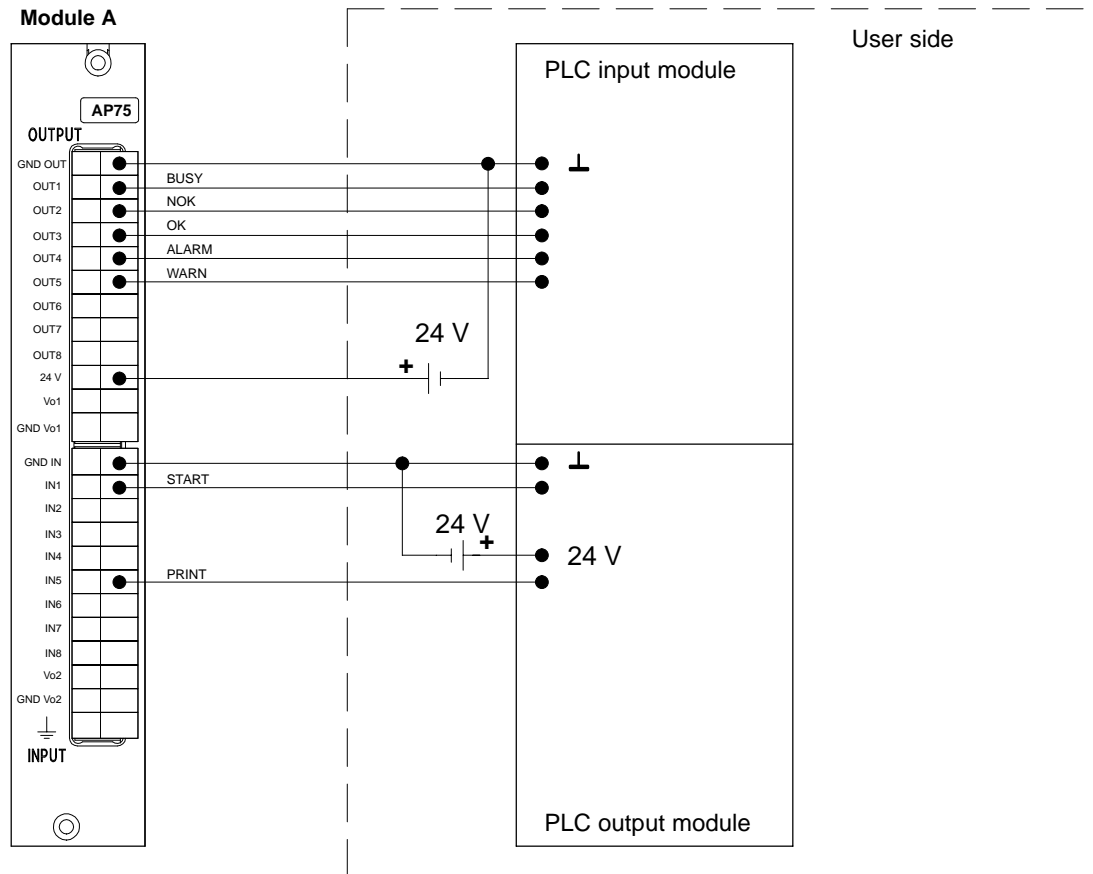 Module A
User side
PLC input module
AP75
OUTPUT
GND OUT
OUT1 BUSY
OUT2 NOK
OUT3 OK
OUT4 ALARM
OUT5 WARN
OUT6
OUT7
24 V
OUT8
+
24 V
Vo1
GND Vo1
GND IN
IN1 START
IN2
24 V
+
IN3
IN4
24 V
IN5 PRINT
IN6
IN7
IN8
Vo2
GND Vo2
INPUT
PLC output module